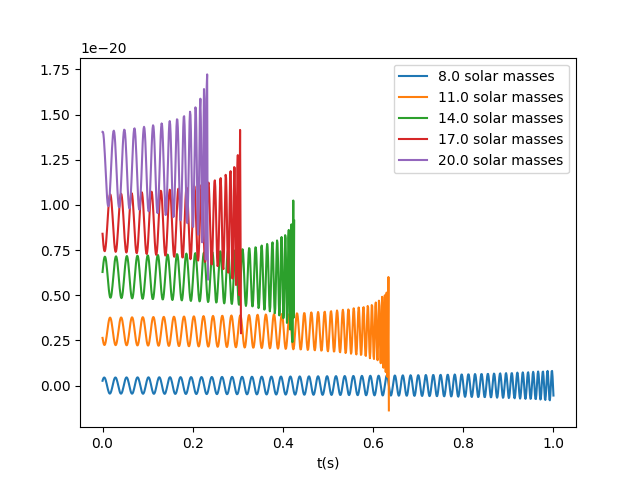 1e−20
1.75
1.50
1.25
1.00
0.75
0.50
0.25
0.00
8.0 solar masses
11.0 solar masses
14.0 solar masses
17.0 solar masses
20.0 solar masses
0.0 0.2 0.4 0.6 0.8 1.0
t(s)